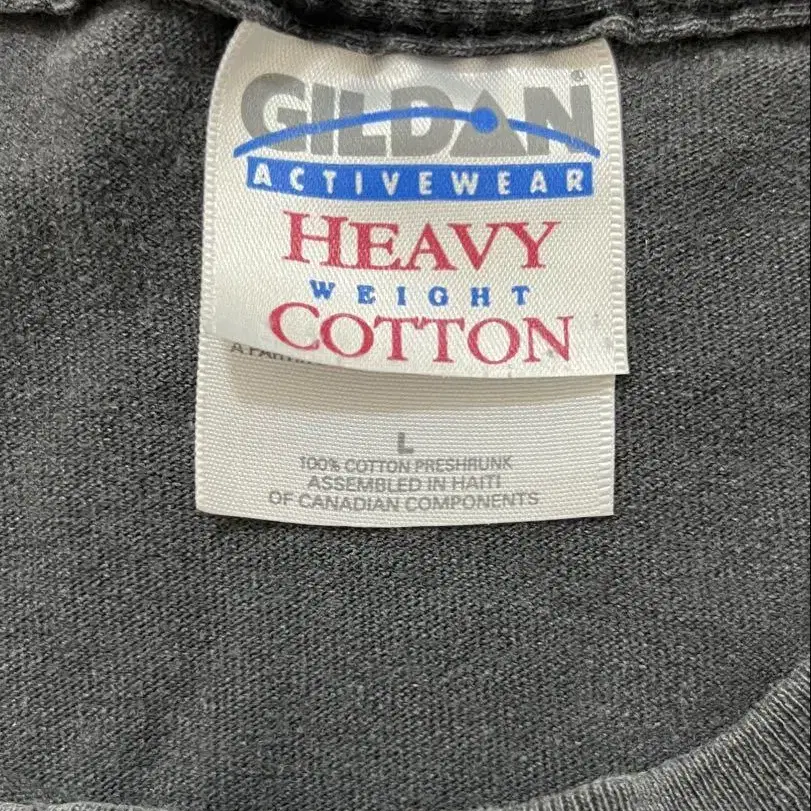 GILDAN®
ACTIVEWEAR
HEAVY
WEIGHT
COTTON
L
100% COTTON PRESHRUNK
ASSEMBLED IN HAITI
OF CANADIAN COMPONENTS